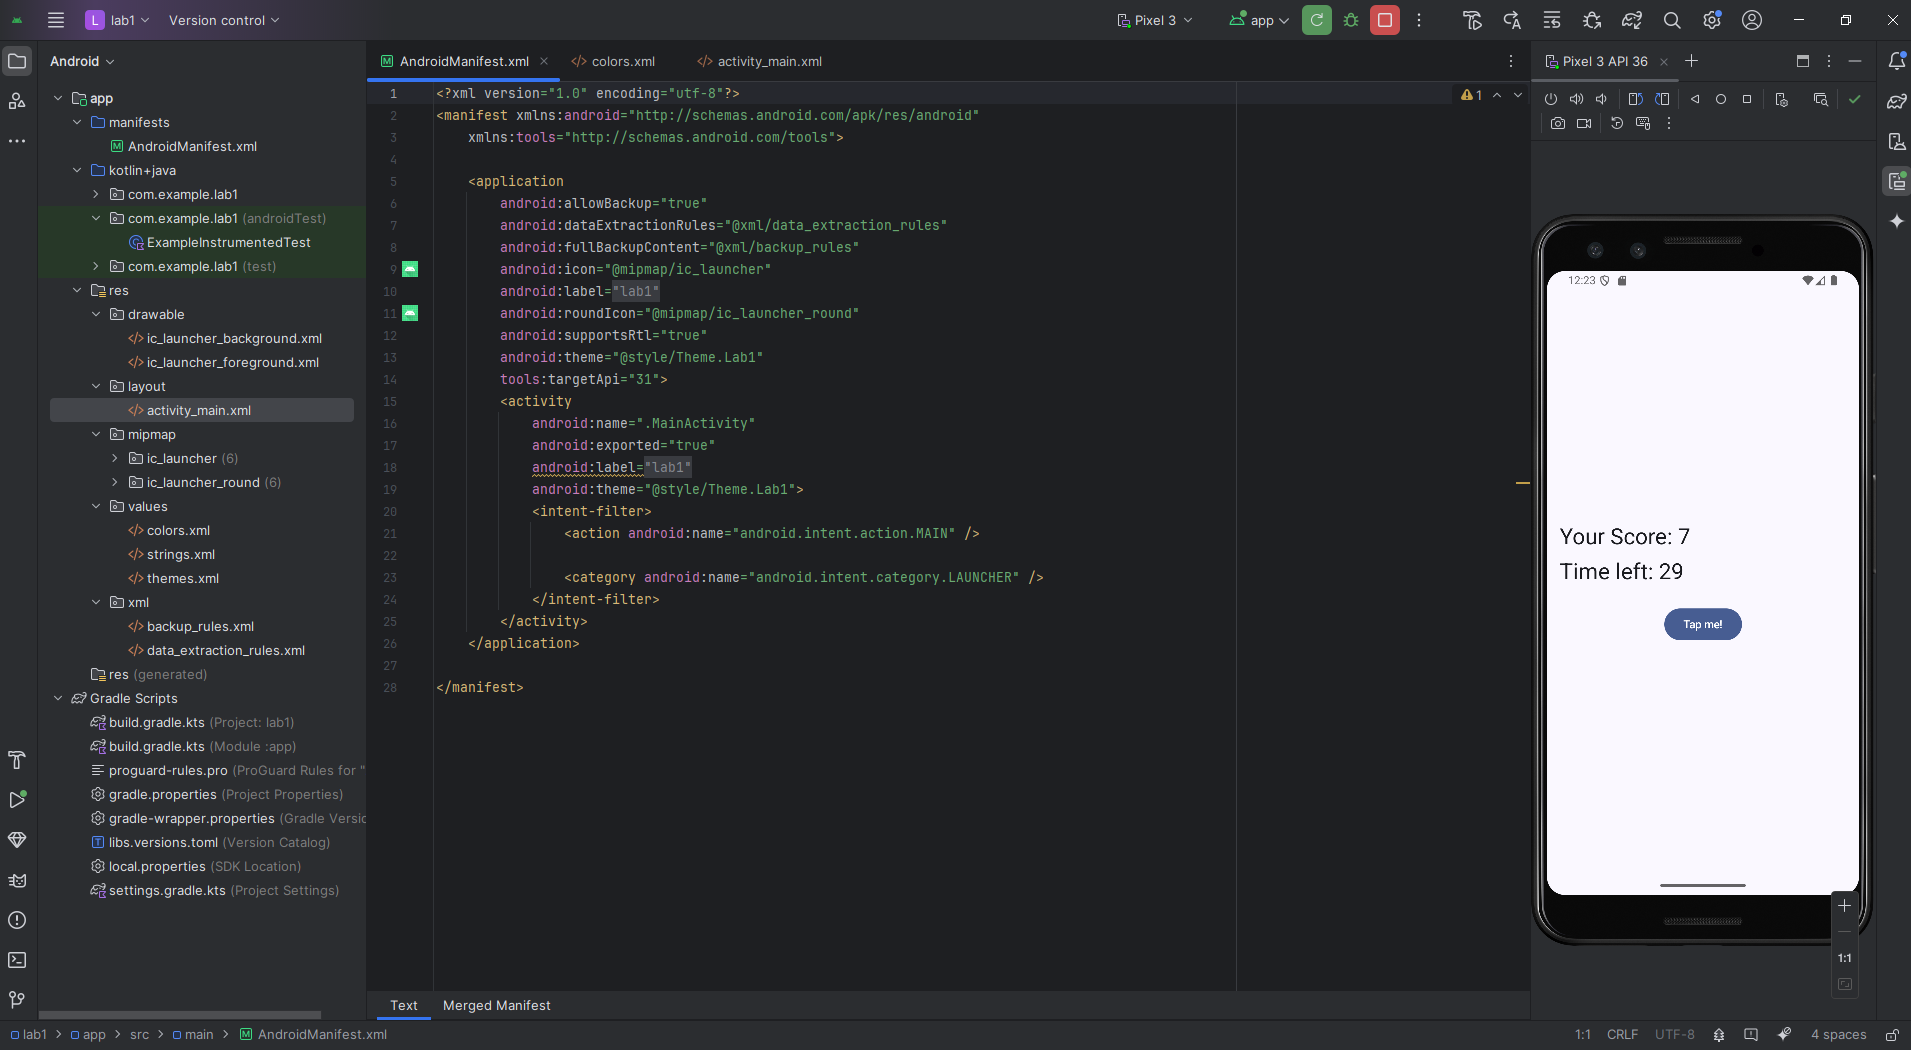 L lab1 Version control Pixel 3 app
Android
AndroidManifest.xml colors.xml activity_main.xml
Pixel 3 API 36
app
manifests
AndroidManifest.xml
kotlin+java
com.example.lab1
com.example.lab1 (androidTest)
ExampleInstrumentedTest
com.example.lab1 (test)
res
drawable
ic_launcher_background.xml
ic_launcher_foreground.xml
layout
activity_main.xml
mipmap
ic_launcher (6)
ic_launcher_round (6)
values
colors.xml
strings.xml
themes.xml
xml
backup_rules.xml
data_extraction_rules.xml
res (generated)
Gradle Scripts
build.gradle.kts (Project: lab1)
build.gradle.kts (Module :app)
proguard-rules.pro (ProGuard Rules for "
gradle.properties (Project Properties)
gradle-wrapper.properties (Gradle Versio
libs.versions.toml (Version Catalog)
local.properties (SDK Location)
settings.gradle.kts (Project Settings)
1 <?xml version="1.0" encoding="utf-8"?>
2 <manifest xmlns:android="http://schemas.android.com/apk/res/android"
3 xmlns:tools="http://schemas.android.com/tools">
4
5 <application
6 android:allowBackup="true"
7 android:dataExtractionRules="@xml/data_extraction_rules"
8 android:fullBackupContent="@xml/backup_rules"
9 android:icon="@mipmap/ic_launcher"
10 android:label="lab1"
11 android:roundIcon="@mipmap/ic_launcher_round"
12 android:supportsRtl="true"
13 android:theme="@style/Theme.Lab1"
14 tools:targetApi="31">
15 <activity
16 android:name=".MainActivity"
17 android:exported="true"
18 android:label="lab1"
19 android:theme="@style/Theme.Lab1">
20 <intent-filter>
21 <action android:name="android.intent.action.MAIN" />
22
23 <category android:name="android.intent.category.LAUNCHER" />
24 </intent-filter>
25 </activity>
26 </application>
27
28 </manifest>
1
Text Merged Manifest
12:23
Your Score: 7
Time left: 29
Tap me!
1:1
lab1 > app > src > main > AndroidManifest.xml
1:1 CRLF UTF-8 4 spaces